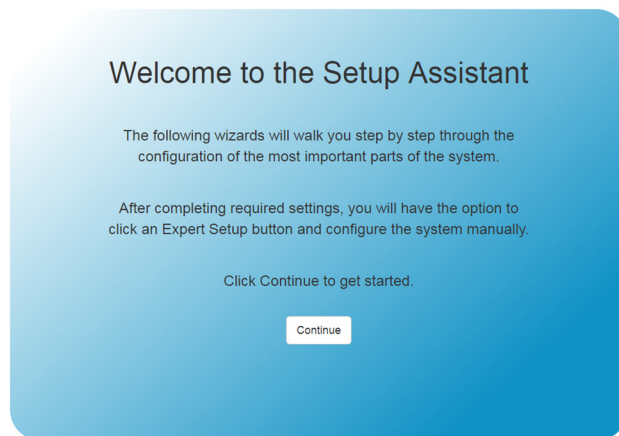 Welcome to the Setup Assistant
The following wizards will walk you step by step through the
configuration of the most important parts of the system.
After completing required settings, you will have the option to
click an Expert Setup button and configure the system manually.
Click Continue to get started.
Continue